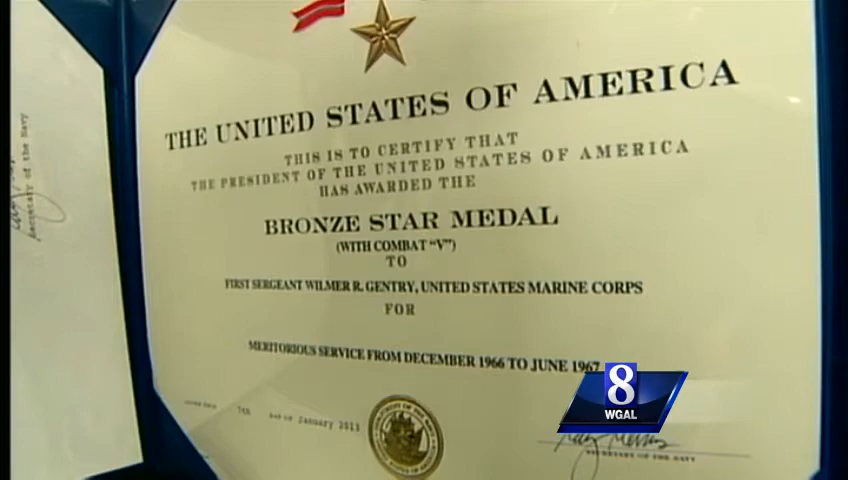 THE UNITED STATES OF AMERICA
THIS IS TO CERTIFY THAT
THE PRESIDENT OF THE UNITED STATES OF AMERICA
HAS AWARDED THE
BRONZE STAR MEDAL
(WITH COMBAT “V”)
TO
FIRST SERGEANT WILMER R. GENTRY, UNITED STATES MARINE CORPS
FOR
MERITORIOUS SERVICE FROM DECEMBER 1966 TO JUNE 1967
7th DAY OF January 2013
SECRETARY OF THE NAVY
Secretary of the Navy
8
WGAL